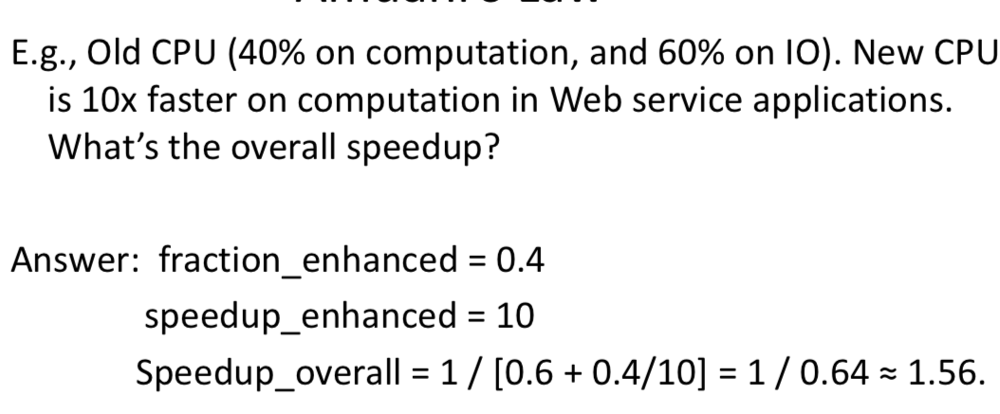 E.g., Old CPU (40% on computation, and 60% on IO). New CPU
is 10x faster on computation in Web service applications.
What's the overall speedup?
Answer:  fraction_enhanced = 0.4
speedup_enhanced = 10
Speedup_overall = 1 / [0.6 + 0.4/10] = 1 / 0.64 ≈ 1.56.